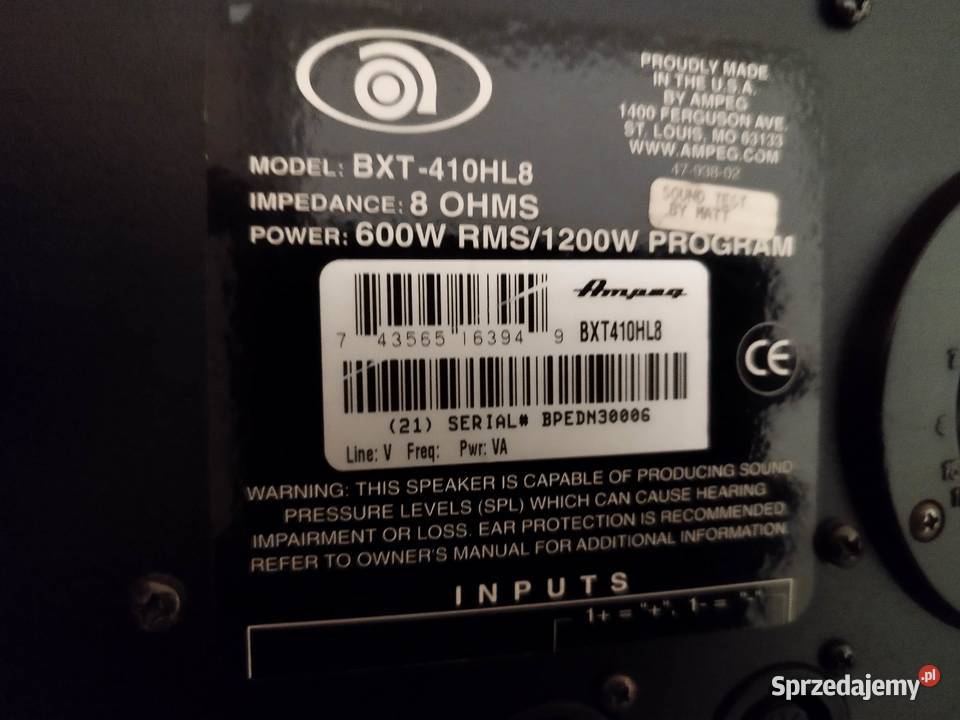 PROUDLY MADE
IN THE U.S.A.
BY AMPEG
1400 FERGUSON AVE.
ST. LOUIS, MO 63133
WWW.AMPEG.COM
47-938-02
SOUND TEST
BY MATT
MODEL: BXT-410HL8
IMPEDANCE: 8 OHMS
POWER: 600W RMS/1200W PROGRAM
Ampeg
7 43565 16394 9
BXT410HL8
(21) SERIAL# BPEDN30006
Line: V Freq: Pwr: VA
CE
WARNING: THIS SPEAKER IS CAPABLE OF PRODUCING SOUND
PRESSURE LEVELS (SPL) WHICH CAN CAUSE HEARING
IMPAIRMENT OR LOSS. EAR PROTECTION IS RECOMMENDED
REFER TO OWNER'S MANUAL FOR ADDITIONAL INFORMATION.
INPUTS
1+ = "+", 1- = "-"
Sprzedajemy.pl